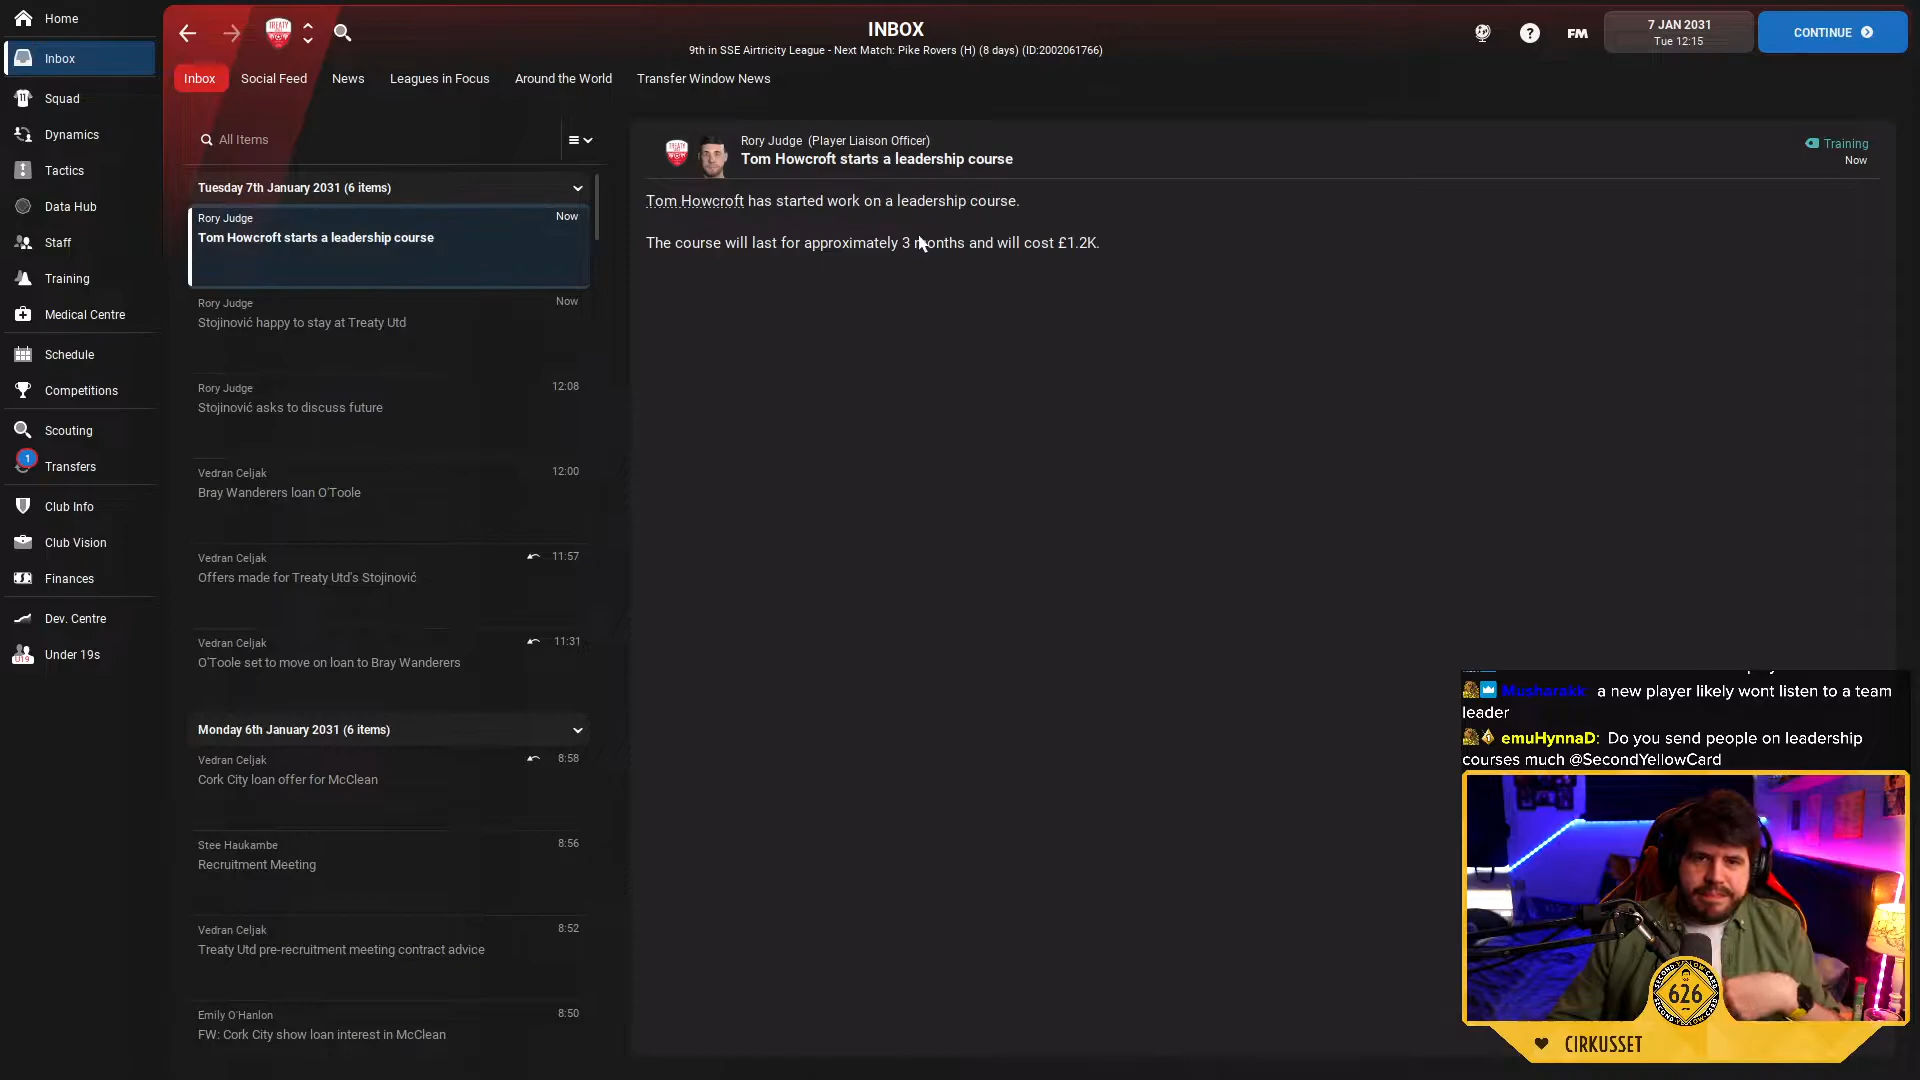 Home
Inbox
Squad
Dynamics
Tactics
Data Hub
Staff
Training
Medical Centre
Schedule
Competitions
Scouting
1
Transfers
Club Info
Club Vision
Finances
Dev. Centre
U19
Under 19s
TREATY
INBOX
9th in SSE Airtricity League - Next Match: Pike Rovers (H) (8 days) (ID:2002061766)
FM
7 JAN 2031
Tue 12:15
CONTINUE
Inbox Social Feed News Leagues in Focus Around the World Transfer Window News
All Items
Tuesday 7th January 2031 (6 items)
Rory Judge Now
Tom Howcroft starts a leadership course
Rory Judge Now
Stojinović happy to stay at Treaty Utd
Rory Judge 12:08
Stojinović asks to discuss future
Vedran Celjak 12:00
Bray Wanderers loan O'Toole
Vedran Celjak 11:57
Offers made for Treaty Utd's Stojinović
Vedran Celjak 11:31
O'Toole set to move on loan to Bray Wanderers
Monday 6th January 2031 (6 items)
Vedran Celjak 8:58
Cork City loan offer for McClean
Stee Haukambe 8:56
Recruitment Meeting
Vedran Celjak 8:52
Treaty Utd pre-recruitment meeting contract advice
Emily O'Hanlon 8:50
FW: Cork City show loan interest in McClean
TREATY
Rory Judge (Player Liaison Officer)
Tom Howcroft starts a leadership course
Training
Now
Tom Howcroft has started work on a leadership course.
The course will last for approximately 3 months and will cost £1.2K.
Musharakk: a new player likely wont listen to a team
leader
emuHynnaD: Do you send people on leadership
courses much @SecondYellowCard
SECOND YELLOW CARD
626
CIRKUSSET